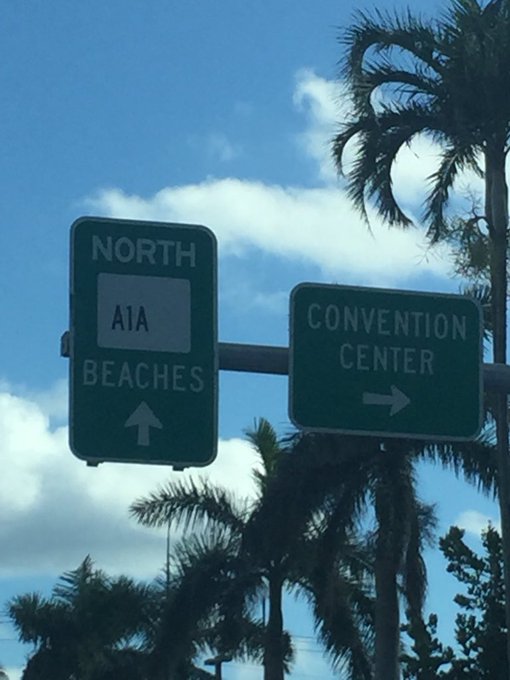 NORTH
A1A
BEACHES
CONVENTION
CENTER